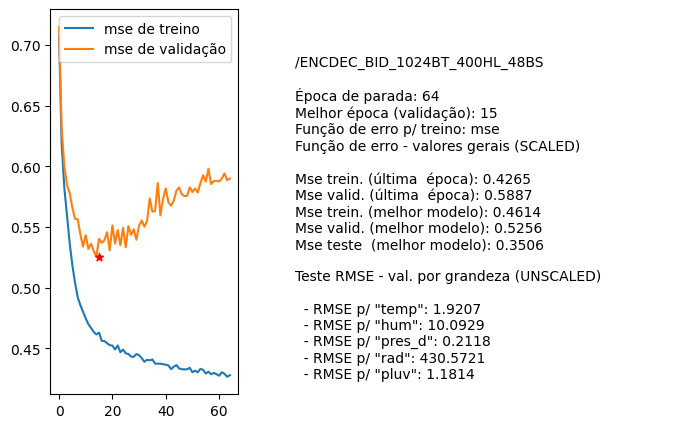 mse de treino
mse de validação
0.70
0.65
0.60
0.55
0.50
0.45
0
20
40
60
/ENCDEC_BID_1024BT_400HL_48BS
Época de parada: 64
Melhor época (validação): 15
Função de erro p/ treino: mse
Função de erro - valores gerais (SCALED)
Mse trein. (última  época): 0.4265
Mse valid. (última  época): 0.5887
Mse trein. (melhor modelo): 0.4614
Mse valid. (melhor modelo): 0.5256
Mse teste  (melhor modelo): 0.3506
Teste RMSE - val. por grandeza (UNSCALED)
- RMSE p/ "temp": 1.9207
- RMSE p/ "hum": 10.0929
- RMSE p/ "pres_d": 0.2118
- RMSE p/ "rad": 430.5721
- RMSE p/ "pluv": 1.1814